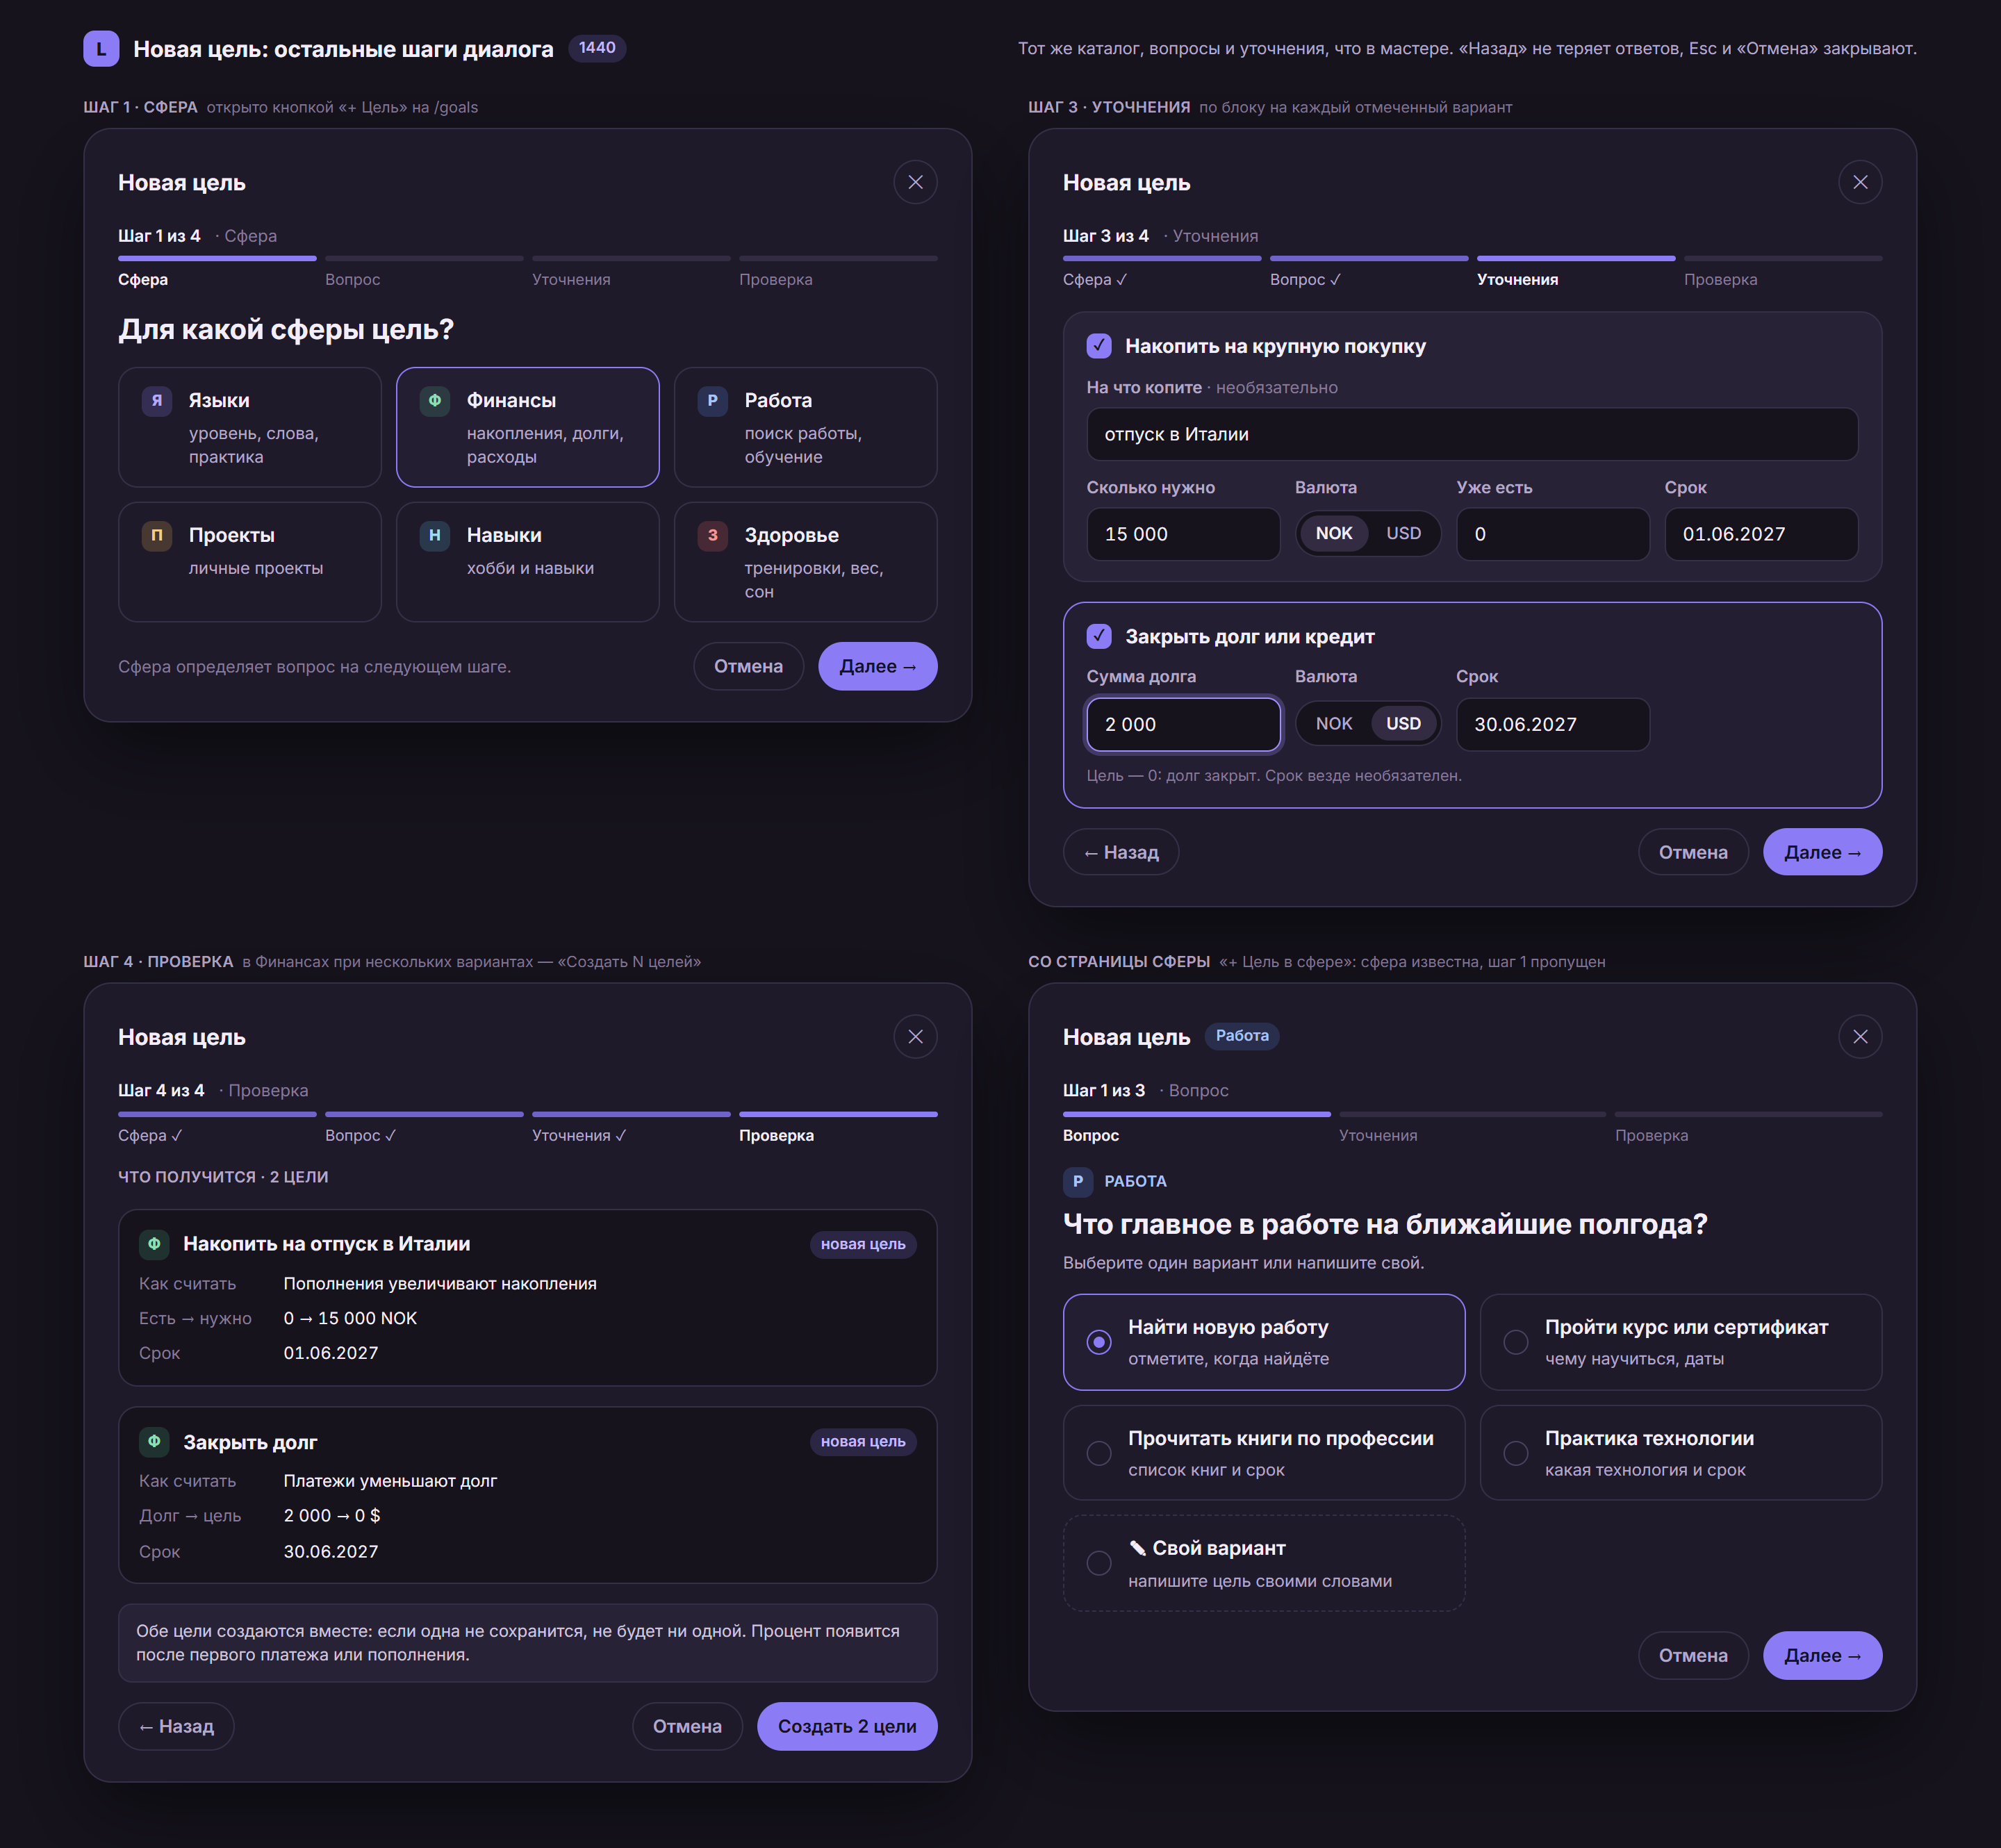 L Новая цель: остальные шаги диалога 1440
Тот же каталог, вопросы и уточнения, что в мастере. «Назад» не теряет ответов, Esc и «Отмена» закрывают.
ШАГ 1 · СФЕРА открыто кнопкой «+ Цель» на /goals
Новая цель
Шаг 1 из 4 · Сфера
Сфера Вопрос Уточнения Проверка
Для какой сферы цель?
Я Языки
уровень, слова,
практика
Ф Финансы
накопления, долги,
расходы
Р Работа
поиск работы,
обучение
П Проекты
личные проекты
Н Навыки
хобби и навыки
З Здоровье
тренировки, вес,
сон
Сфера определяет вопрос на следующем шаге.
Отмена Далее →
ШАГ 3 · УТОЧНЕНИЯ по блоку на каждый отмеченный вариант
Новая цель
Шаг 3 из 4 · Уточнения
Сфера ✓ Вопрос ✓ Уточнения Проверка
✓ Накопить на крупную покупку
На что копите · необязательно
отпуск в Италии
Сколько нужно Валюта Уже есть Срок
15 000 NOK USD 0 01.06.2027
✓ Закрыть долг или кредит
Сумма долга Валюта Срок
2 000 NOK USD 30.06.2027
Цель — 0: долг закрыт. Срок везде необязателен.
← Назад Отмена Далее →
ШАГ 4 · ПРОВЕРКА в Финансах при нескольких вариантах — «Создать N целей»
Новая цель
Шаг 4 из 4 · Проверка
Сфера ✓ Вопрос ✓ Уточнения ✓ Проверка
ЧТО ПОЛУЧИТСЯ · 2 ЦЕЛИ
Ф Накопить на отпуск в Италии новая цель
Как считать Пополнения увеличивают накопления
Есть → нужно 0 → 15 000 NOK
Срок 01.06.2027
Ф Закрыть долг новая цель
Как считать Платежи уменьшают долг
Долг → цель 2 000 → 0 $
Срок 30.06.2027
Обе цели создаются вместе: если одна не сохранится, не будет ни одной. Процент появится
после первого платежа или пополнения.
← Назад Отмена Создать 2 цели
СО СТРАНИЦЫ СФЕРЫ «+ Цель в сфере»: сфера известна, шаг 1 пропущен
Новая цель Работа
Шаг 1 из 3 · Вопрос
Вопрос Уточнения Проверка
Р РАБОТА
Что главное в работе на ближайшие полгода?
Выберите один вариант или напишите свой.
Найти новую работу
отметите, когда найдёте
Пройти курс или сертификат
чему научиться, даты
Прочитать книги по профессии
список книг и срок
Практика технологии
какая технология и срок
✎ Свой вариант
напишите цель своими словами
Отмена Далее →